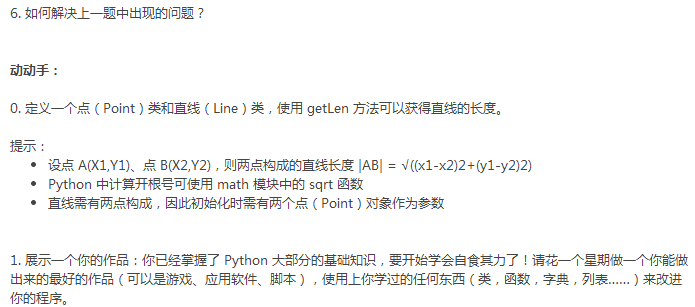 6. 如何解决上一题中出现的问题？
动动手：
0. 定义一个点（Point）类和直线（Line）类，使用 getLen 方法可以获得直线的长度。
提示：
• 设点 A(X1,Y1)、点 B(X2,Y2)，则两点构成的直线长度 |AB| = √((x1-x2)2+(y1-y2)2)
• Python 中计算开根号可使用 math 模块中的 sqrt 函数
• 直线需有两点构成，因此初始化时需有两个点（Point）对象作为参数
1. 展示一个你的作品：你已经掌握了 Python 大部分的基础知识，要开始学会自食其力了！请花一个星期做一个你能做
出来的最好的作品（可以是游戏、应用软件、脚本），使用上你学过的任何东西（类，函数，字典，列表……）来改进
你的程序。